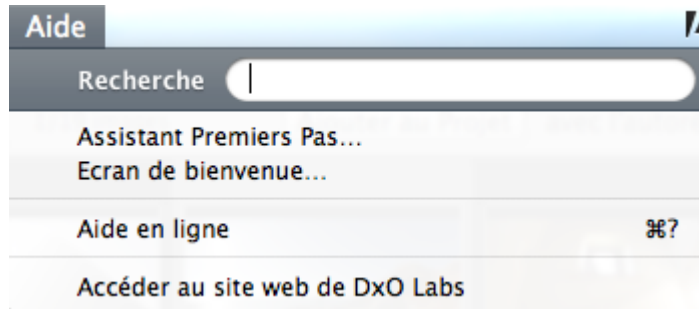 Aide
Recherche
Assistant Premiers Pas...
Ecran de bienvenue...
Aide en ligne ⌘?
Accéder au site web de DxO Labs